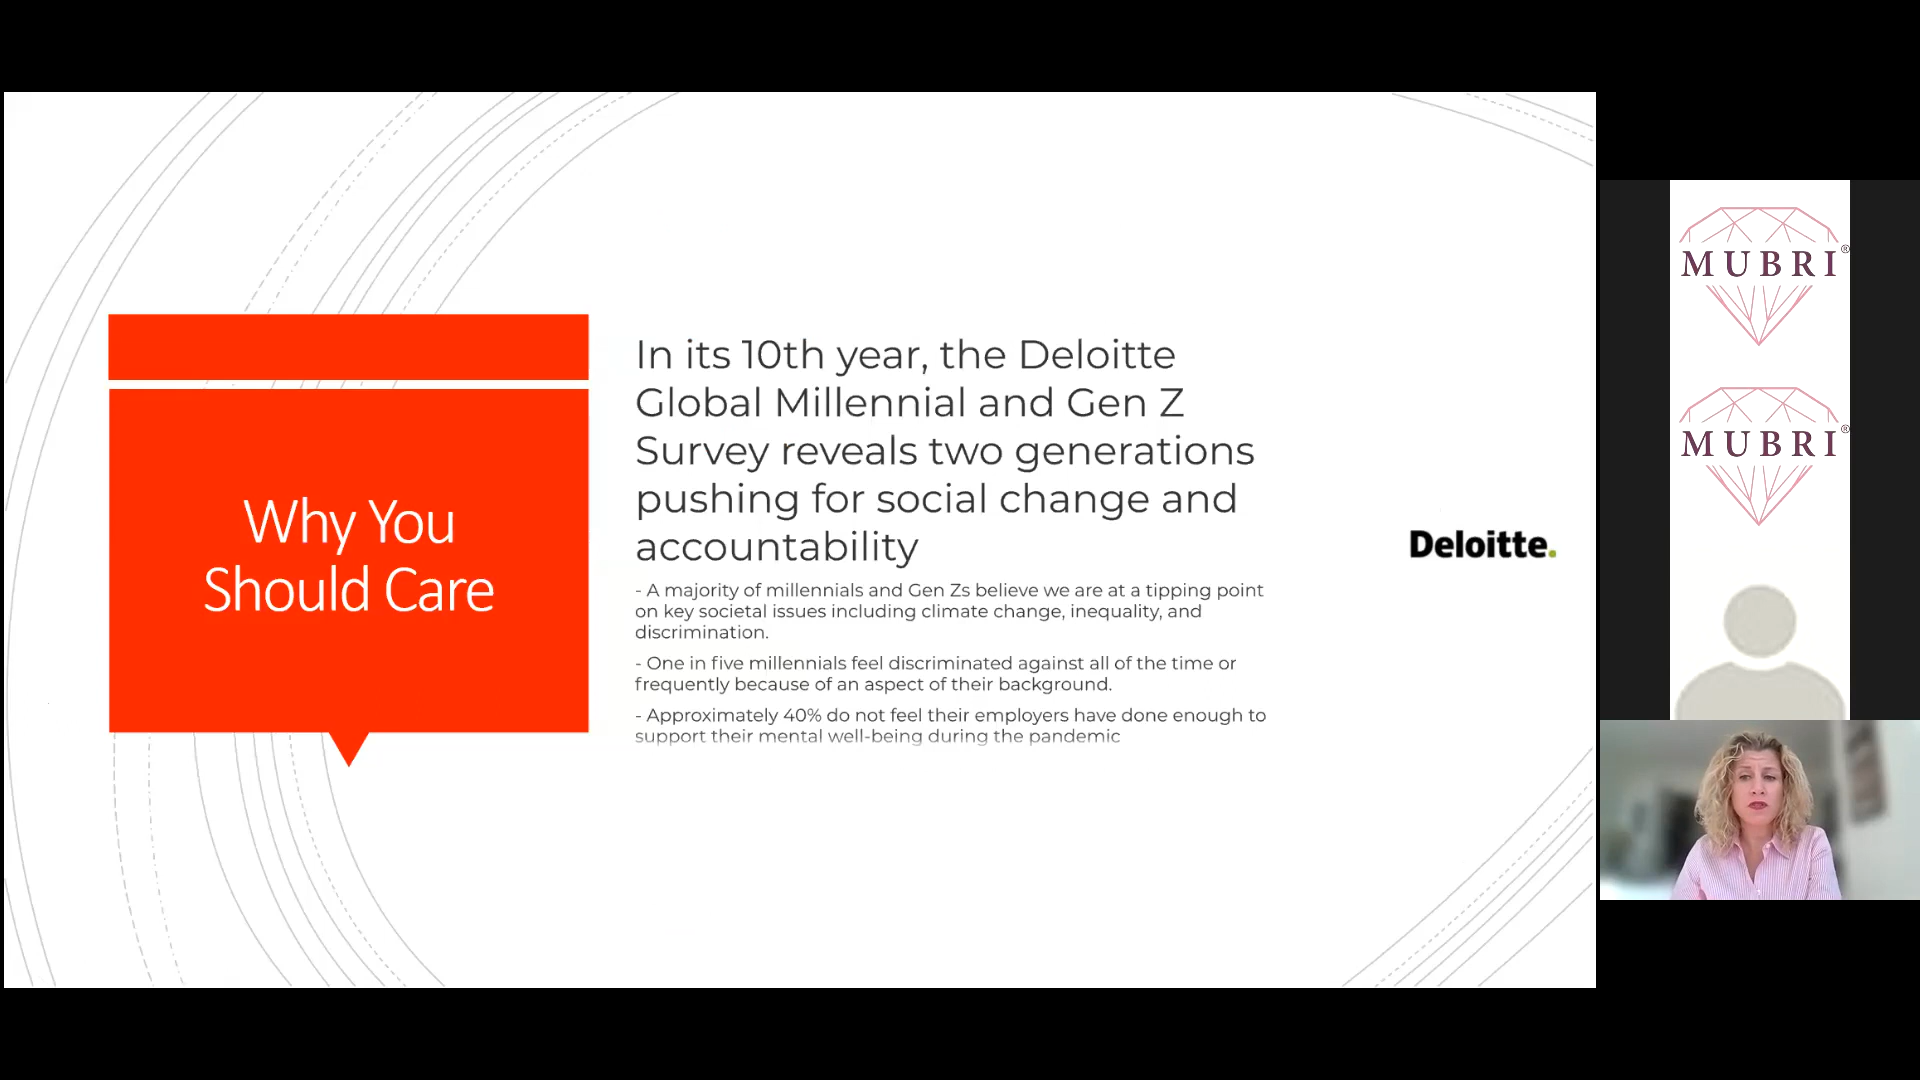 Why You
Should Care
In its 10th year, the Deloitte
Global Millennial and Gen Z
Survey reveals two generations
pushing for social change and
accountability
- A majority of millennials and Gen Zs believe we are at a tipping point
on key societal issues including climate change, inequality, and
discrimination.
- One in five millennials feel discriminated against all of the time or
frequently because of an aspect of their background.
- Approximately 40% do not feel their employers have done enough to
support their mental well-being during the pandemic
Deloitte.
MUBRI®
MUBRI®